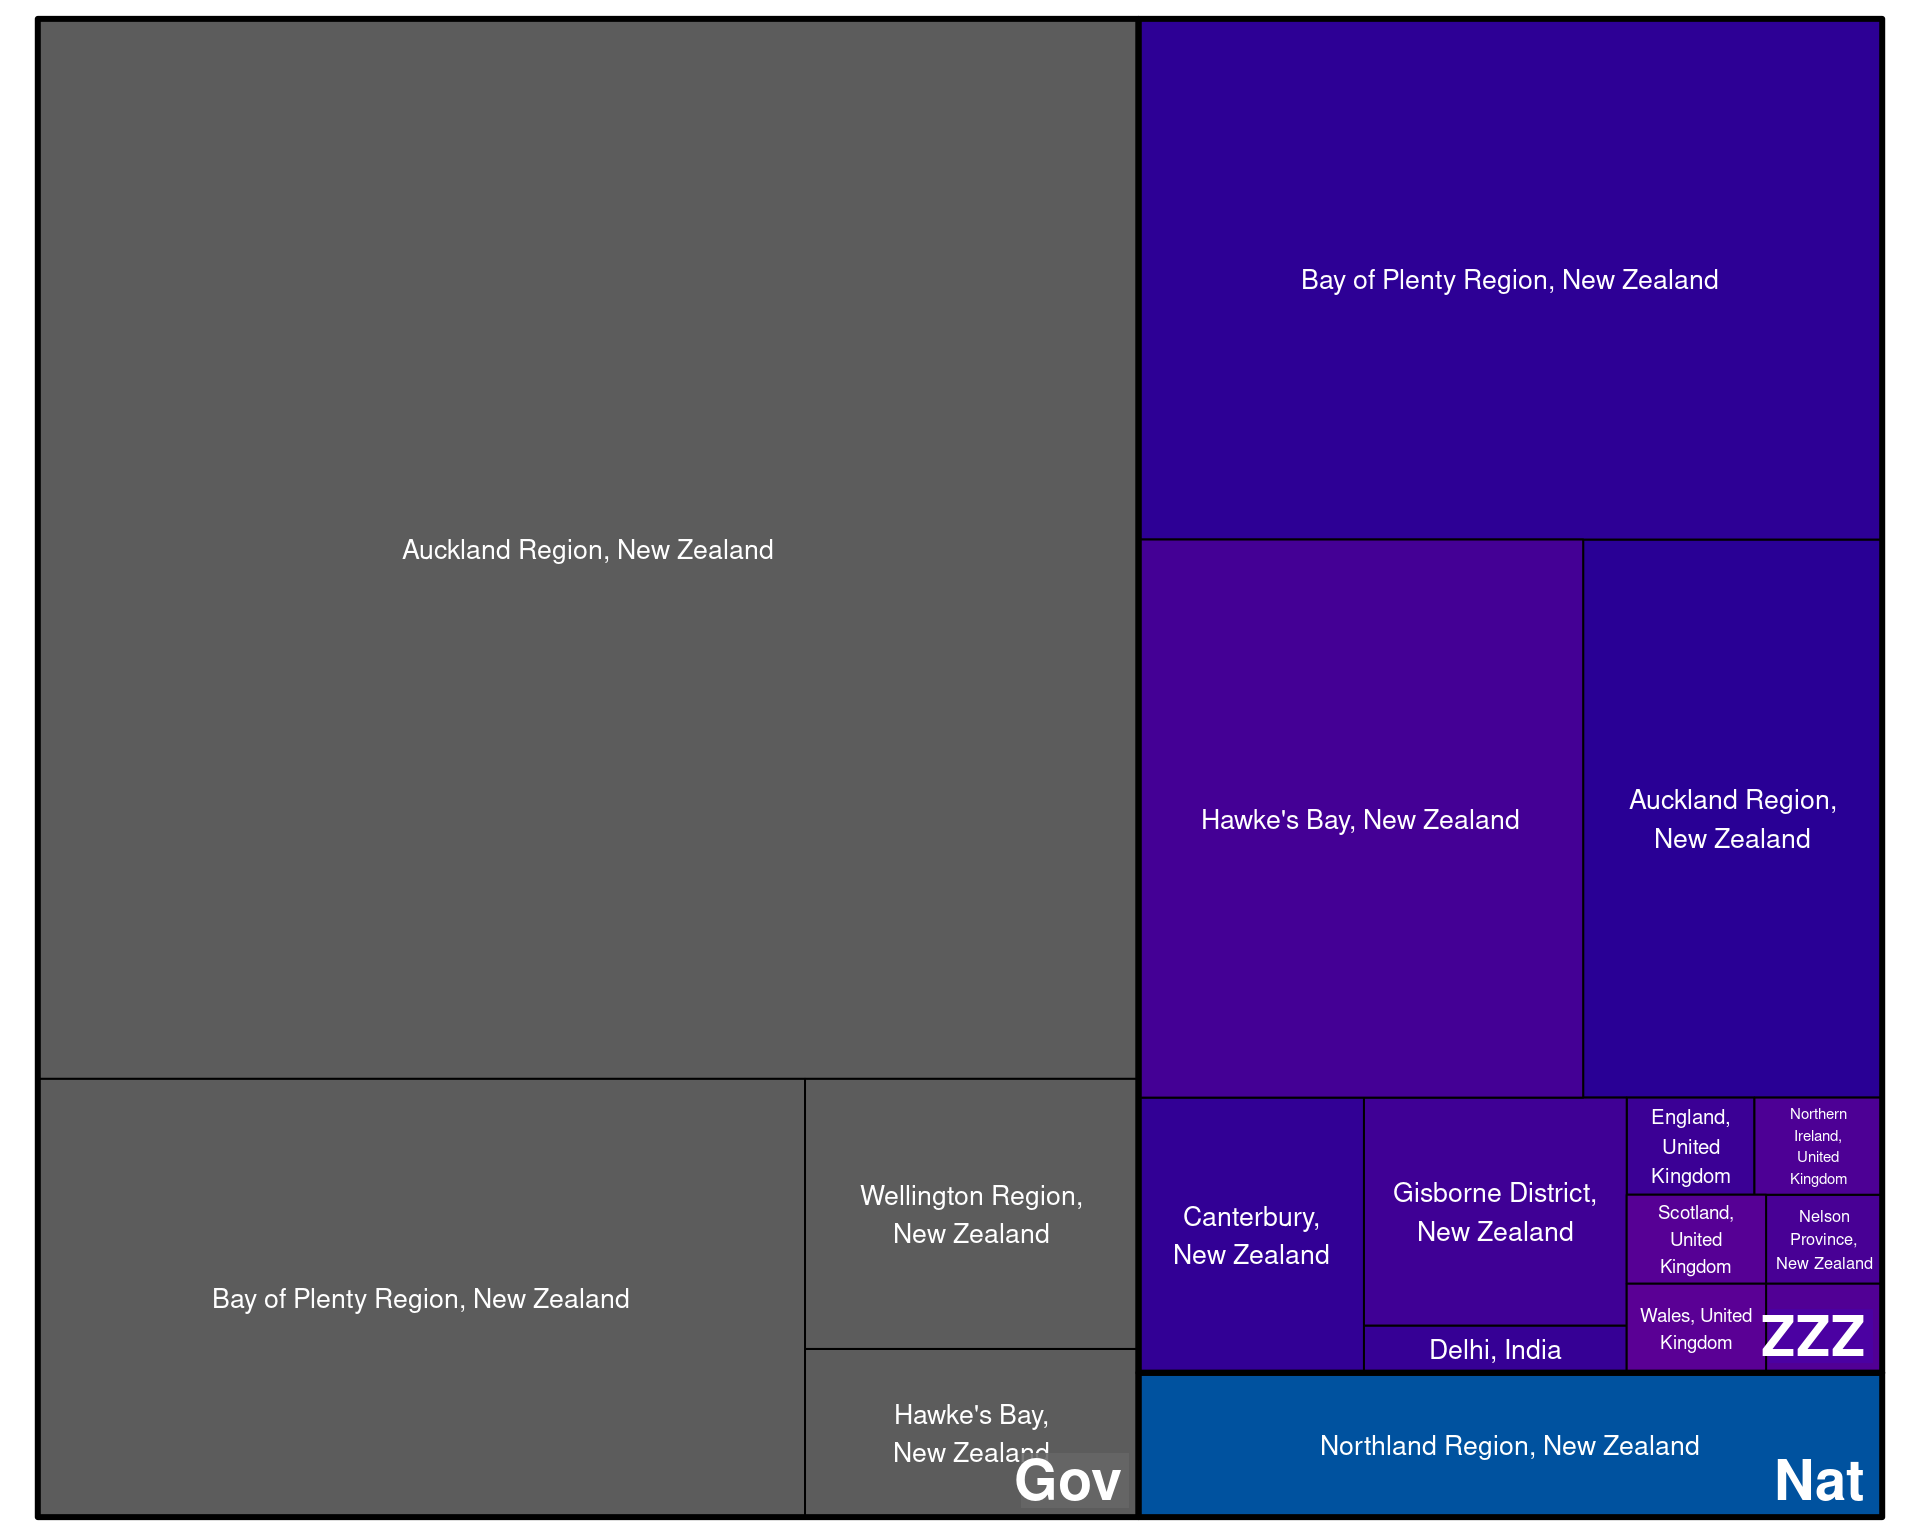 Auckland Region, New Zealand
Bay of Plenty Region, New Zealand
Wellington Region,
New Zealand
Hawke's Bay,
New Zealand
Gov
Bay of Plenty Region, New Zealand
Hawke's Bay, New Zealand
Auckland Region,
New Zealand
Canterbury,
New Zealand
Gisborne District,
New Zealand
Delhi, India
England,
United
Kingdom
Northern
Ireland,
United
Kingdom
Scotland,
United
Kingdom
Nelson
Province,
New Zealand
Wales, United
Kingdom
ZZZ
Northland Region, New Zealand
Nat